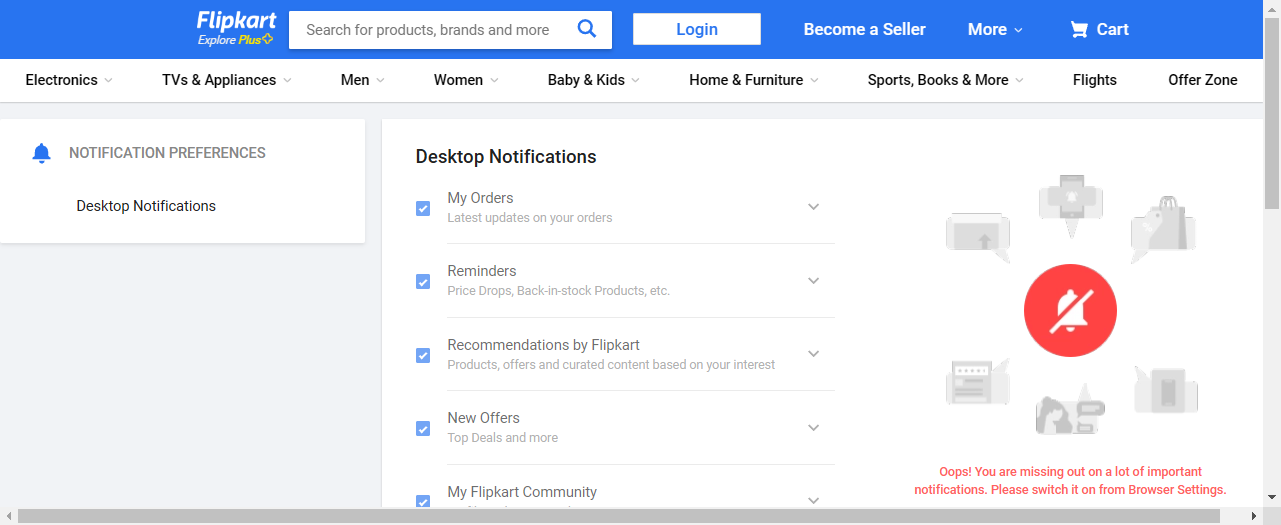 Flipkart
Explore Plus
Search for products, brands and more
Login
Become a Seller
More
Cart
Electronics
TVs & Appliances
Men
Women
Baby & Kids
Home & Furniture
Sports, Books & More
Flights
Offer Zone
NOTIFICATION PREFERENCES
Desktop Notifications
Desktop Notifications
My Orders
Latest updates on your orders
Reminders
Price Drops, Back-in-stock Products, etc.
Recommendations by Flipkart
Products, offers and curated content based on your interest
New Offers
Top Deals and more
My Flipkart Community
Oops! You are missing out on a lot of important
notifications. Please switch it on from Browser Settings.